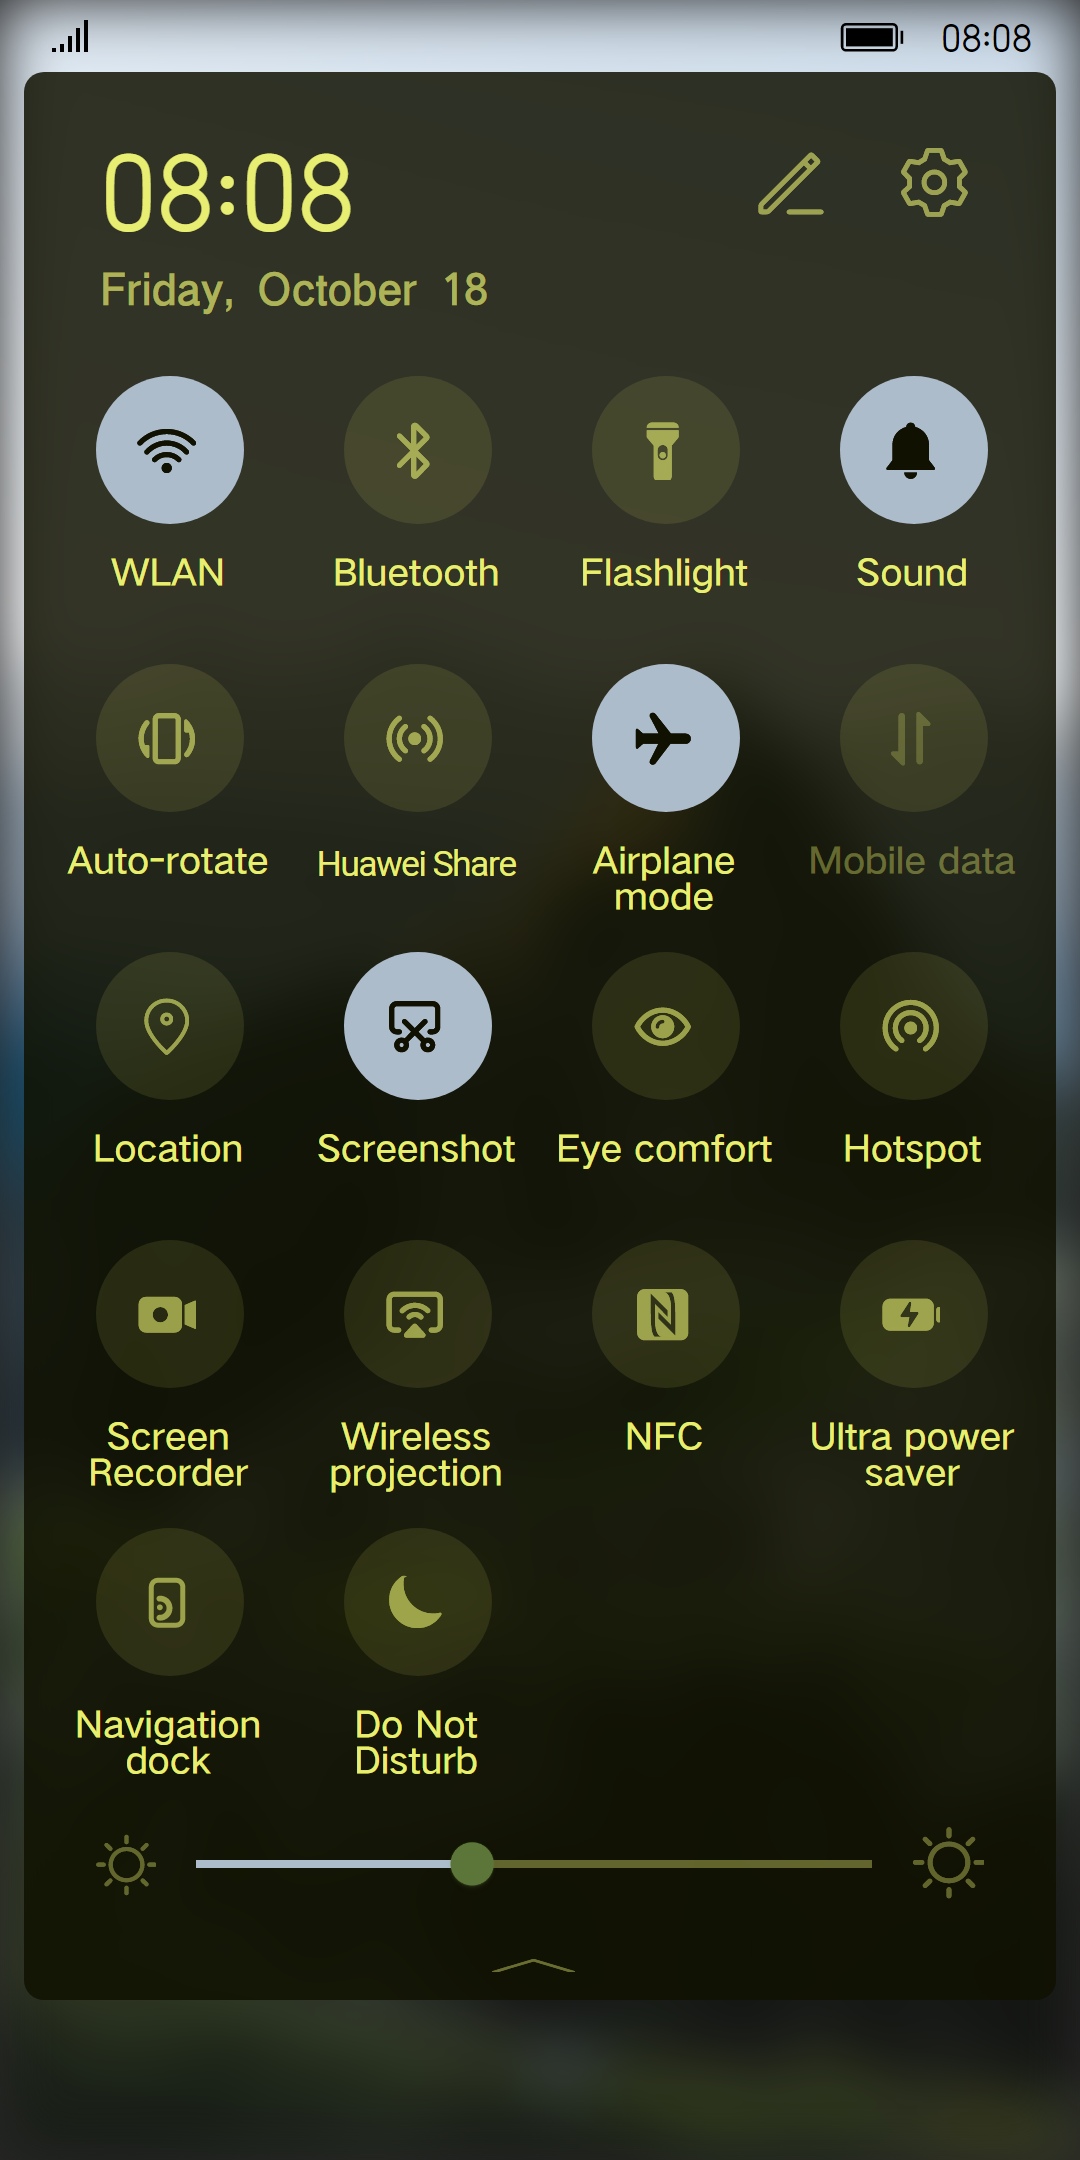 08:08
08:08
Friday, October 18
WLAN Bluetooth Flashlight Sound
Auto-rotate Huawei Share Airplane mode Mobile data
Location Screenshot Eye comfort Hotspot
Screen Recorder Wireless projection NFC Ultra power saver
Navigation dock Do Not Disturb